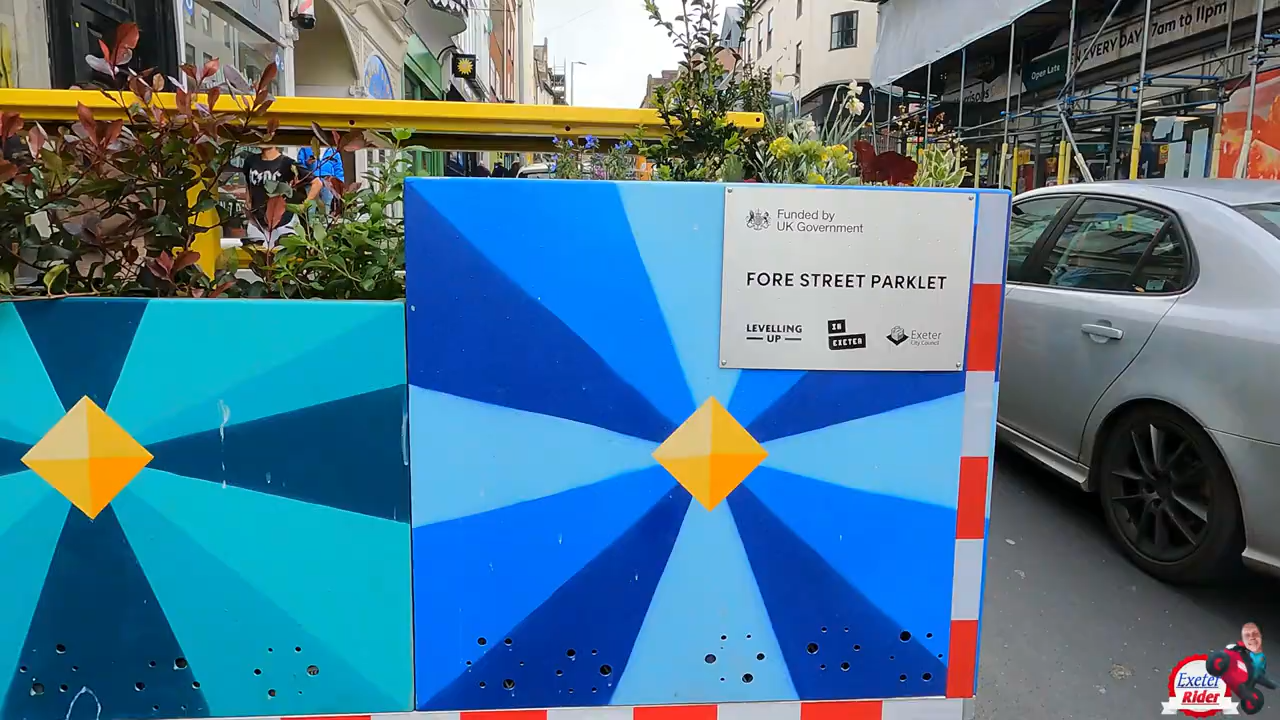 EVERY DAY 7am to 11pm
Open Late
Funded by
UK Government
FORE STREET PARKLET
LEVELLING
UP
IN
EXETER
Exeter
City Council
Exeter
Rider